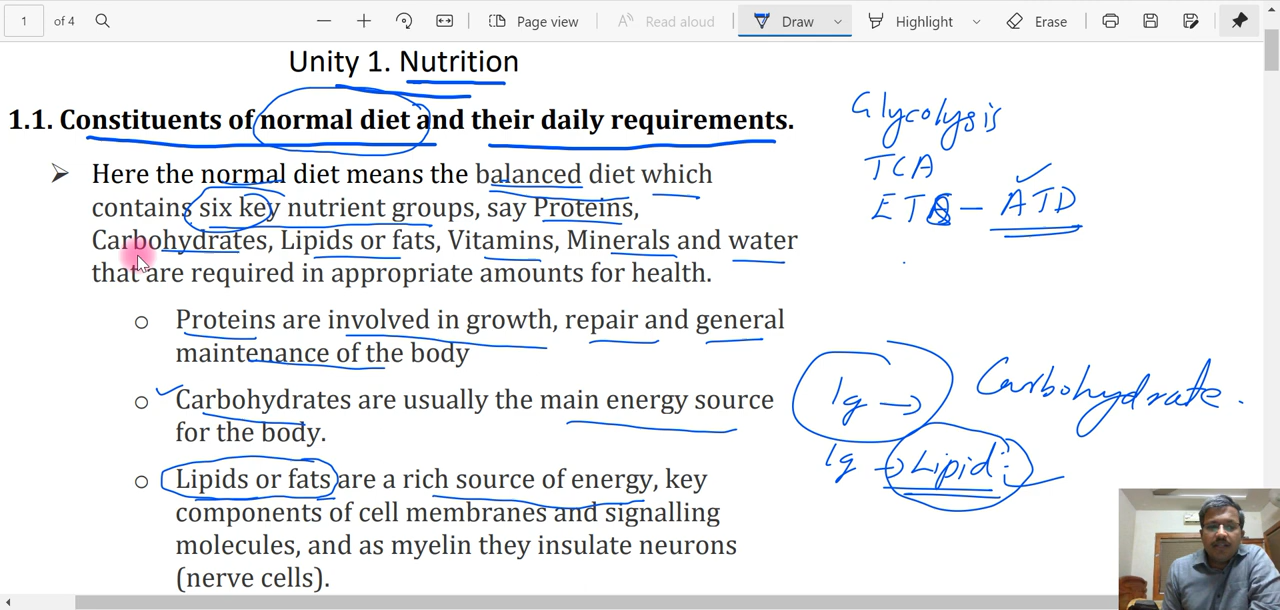 1 of 4 Page view Read aloud Draw Highlight Erase
Unity 1. Nutrition
1.1. Constituents of normal diet and their daily requirements.
Here the normal diet means the balanced diet which
contains six key nutrient groups, say Proteins,
Carbohydrates, Lipids or fats, Vitamins, Minerals and water
that are required in appropriate amounts for health.
Proteins are involved in growth, repair and general
maintenance of the body
Carbohydrates are usually the main energy source
for the body.
Lipids or fats are a rich source of energy, key
components of cell membranes and signalling
molecules, and as myelin they insulate neurons
(nerve cells).
Glycolysis
TCA
ETS – ATD
1g → Carbohydrate.
1g → Lipid: